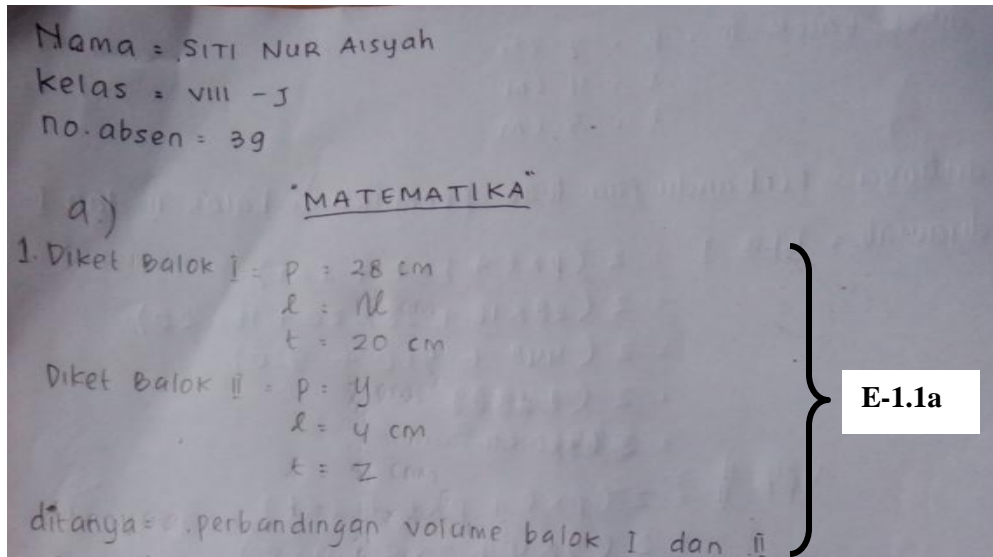 Nama = SITI NUR AISyah
Kelas = VIII - J
no. absen = 39
a.) "MATEMATIKA"
1. Diket Balok I = p = 28 cm
l =
t = 20 cm
Diket Balok II = p = y
l = 4 cm
t = z
ditanya = perbandingan volume balok I dan II
E-1.1a